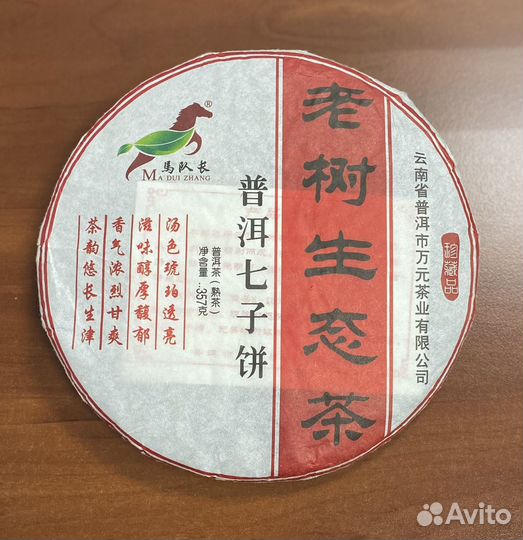 老树生态茶
云南省普洱市万元茶业有限公司
珍藏品
®
馬队长
MA DUI ZHANG
普洱七子饼
普洱茶（熟茶）
净含量:357克
汤色琥珀透亮
滋味醇厚馥郁
香气浓烈甘爽
茶韵悠长生津
Avito